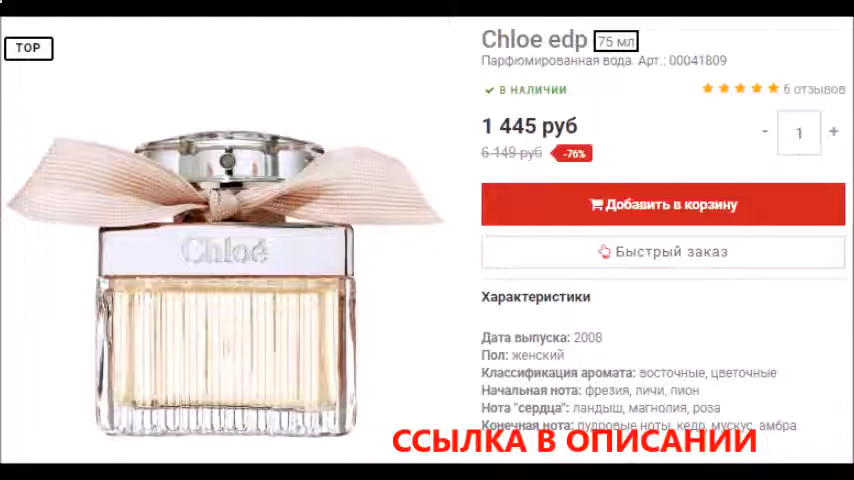 TOP
Chloé
Chloe edp 75 мл
Парфюмированная вода. Арт.: 00041809
В НАЛИЧИИ
6 отзывов
1 445 руб
- 1 +
6 149 руб -76%
Добавить в корзину
Быстрый заказ
Характеристики
Дата выпуска: 2008
Пол: женский
Классификация аромата: восточные, цветочные
Начальная нота: фрезия, личи, пион
Нота "сердца": ландыш, магнолия, роза
Конечная нота: пудровые ноты, кедр, мускус, амбра
ССЫЛКА В ОПИСАНИИ